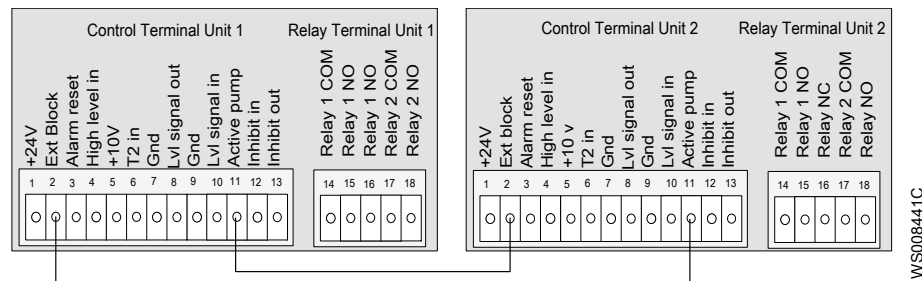 Control Terminal Unit 1
Relay Terminal Unit 1
+24V
Ext Block
Alarm reset
High level in
+10V
T2 in
Gnd
Lvl signal out
Gnd
Lvl signal in
Active pump
Inhibit in
Inhibit out
Relay 1 COM
Relay 1 NO
Relay 1 NO
Relay 2 COM
Relay 2 NO
1 2 3 4 5 6 7 8 9 10 11 12 13
14 15 16 17 18
Control Terminal Unit 2
Relay Terminal Unit 2
+24V
Ext block
Alarm reset
High level in
+10 v
T2 in
Gnd
Lvl signal out
Gnd
Lvl signal in
Active pump
Inhibit in
Inhibit out
Relay 1 COM
Relay 1 NO
Relay 1 NC
Relay 2 COM
Relay NO
1 2 3 4 5 6 7 8 9 10 11 12 13
14 15 16 17 18
WS008441C